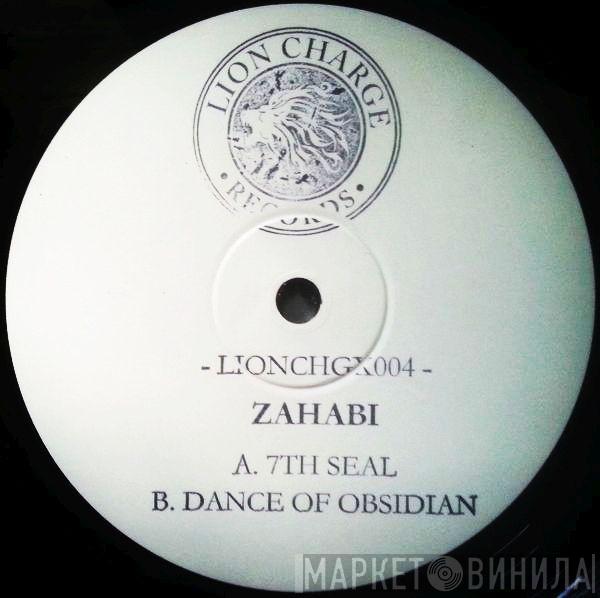 LION CHARGE
• RECORDS •
- LIONCHGX004 -
ZAHABI
A. 7TH SEAL
B. DANCE OF OBSIDIAN
МАРКЕТ ВИНИЛА